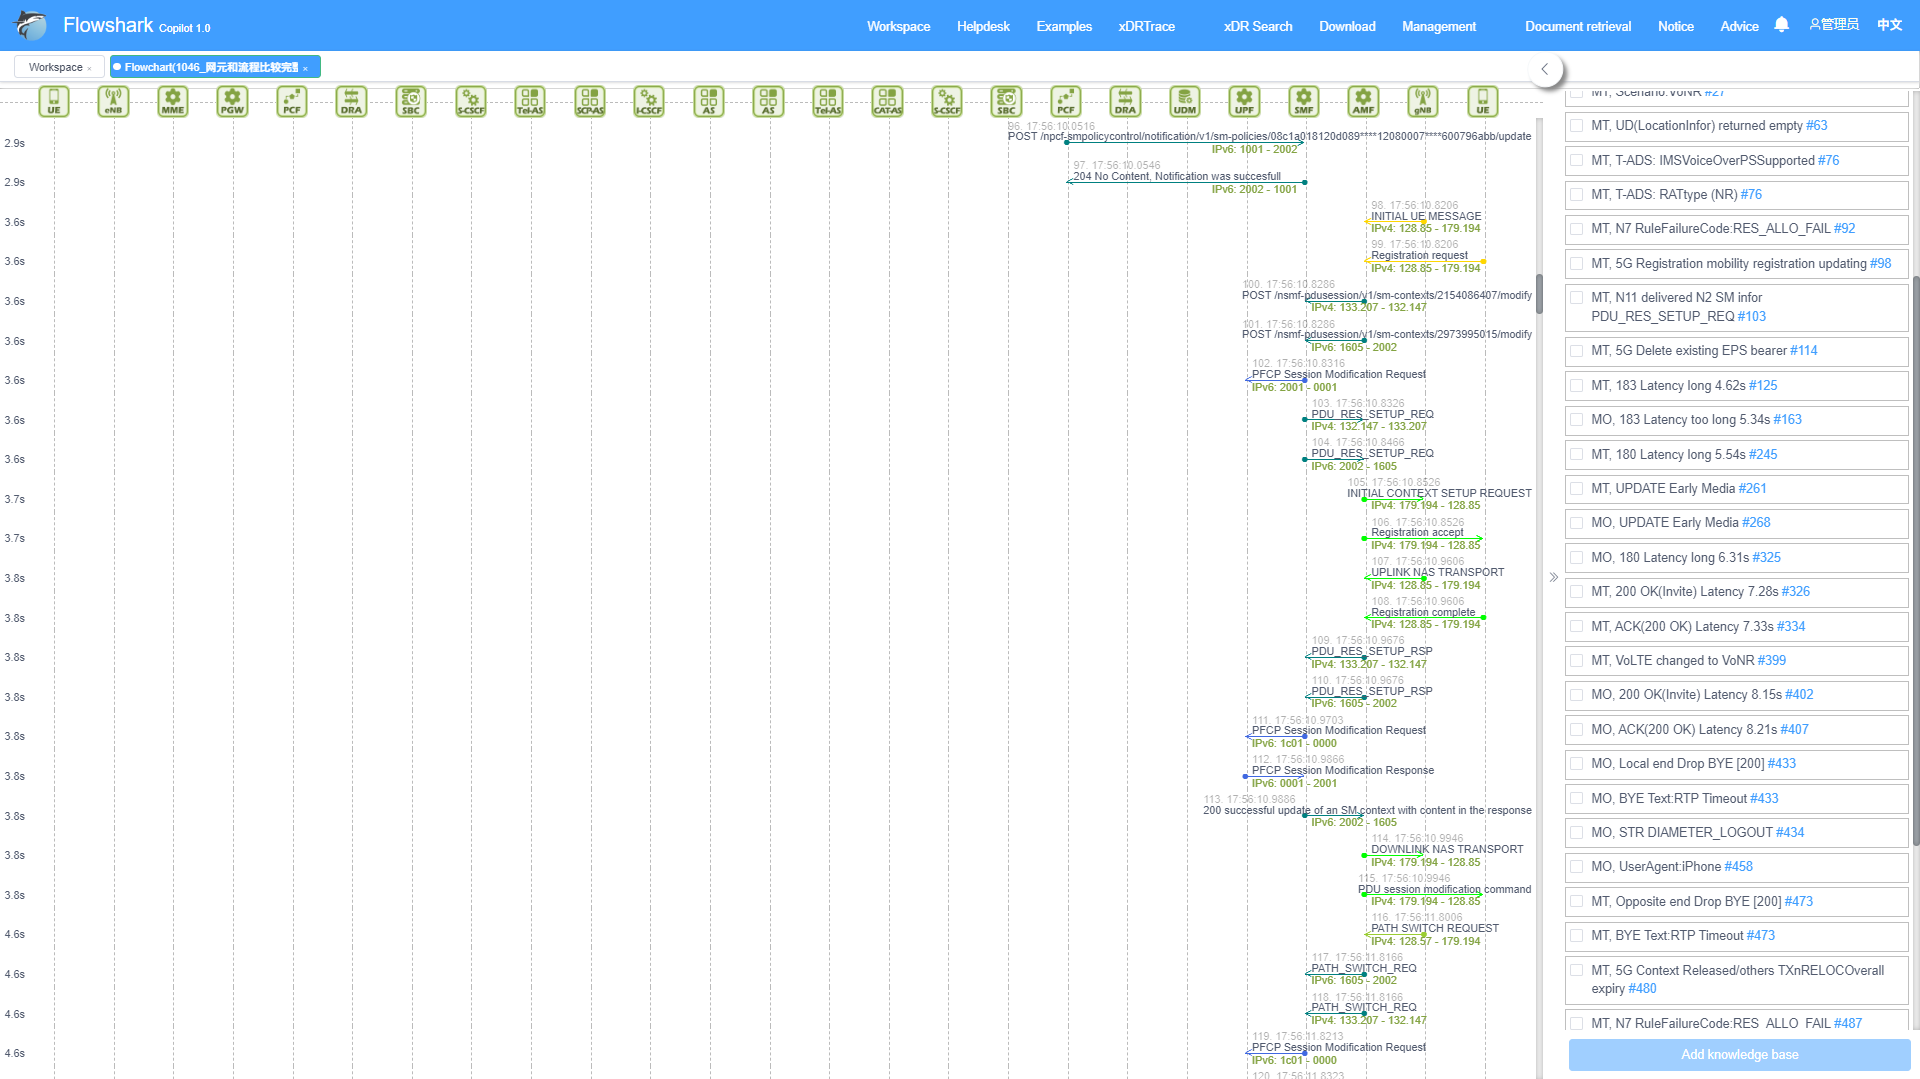 Flowshark Copilot 1.0
Workspace Helpdesk Examples xDRTrace xDR Search Download Management Document retrieval Notice Advice 管理员 中文
Workspace × Flowchart(1046_网元和流程比较完整 ×
UE eNB MME PGW PCF DRA SBC S-CSCF Tel-AS SCP-AS I-CSCF AS AS Tel-AS CAT-AS S-CSCF SBC PCF DRA UDM UPF SMF AMF gNB UE
96. 17:56:10.0516
POST /npcf-smpolicycontrol/notification/v1/sm-policies/08c1a018120d089****12080007****600796abb/update
2.9s
IPv6: 1001 - 2002
97. 17:56:10.0546
204 No Content, Notification was succesfull
2.9s
IPv6: 2002 - 1001
98. 17:56:10.8206
INITIAL UE MESSAGE
3.6s
IPv4: 128.85 - 179.194
99. 17:56:10.8206
Registration request
3.6s
IPv4: 128.85 - 179.194
100. 17:56:10.8286
POST /nsmf-pdusession/v1/sm-contexts/2154086407/modify
3.6s
IPv4: 133.207 - 132.147
101. 17:56:10.8286
POST /nsmf-pdusession/v1/sm-contexts/2973995015/modify
3.6s
IPv6: 1605 - 2002
102. 17:56:10.8316
PFCP Session Modification Request
3.6s
IPv6: 2001 - 0001
103. 17:56:10.8326
PDU_RES_SETUP_REQ
3.6s
IPv4: 132.147 - 133.207
104. 17:56:10.8466
PDU_RES_SETUP_REQ
3.6s
IPv6: 2002 - 1605
105. 17:56:10.8526
INITIAL CONTEXT SETUP REQUEST
3.7s
IPv4: 179.194 - 128.85
106. 17:56:10.8526
Registration accept
3.7s
IPv4: 179.194 - 128.85
107. 17:56:10.9606
UPLINK NAS TRANSPORT
3.8s
IPv4: 128.85 - 179.194
108. 17:56:10.9606
Registration complete
3.8s
IPv4: 128.85 - 179.194
109. 17:56:10.9676
PDU_RES_SETUP_RSP
3.8s
IPv4: 133.207 - 132.147
110. 17:56:10.9676
PDU_RES_SETUP_RSP
3.8s
IPv6: 1605 - 2002
111. 17:56:10.9703
PFCP Session Modification Request
3.8s
IPv6: 1c01 - 0000
112. 17:56:10.9866
PFCP Session Modification Response
3.8s
IPv6: 0001 - 2001
113. 17:56:10.9886
200 successful update of an SM context with content in the response
3.8s
IPv6: 2002 - 1605
114. 17:56:10.9946
DOWNLINK NAS TRANSPORT
3.8s
IPv4: 179.194 - 128.85
115. 17:56:10.9946
PDU session modification command
3.8s
IPv4: 179.194 - 128.85
116. 17:56:11.8006
PATH SWITCH REQUEST
4.6s
IPv4: 128.57 - 179.194
117. 17:56:11.8166
PATH_SWITCH_REQ
4.6s
IPv6: 1605 - 2002
118. 17:56:11.8166
PATH_SWITCH_REQ
4.6s
IPv4: 133.207 - 132.147
119. 17:56:11.8213
PFCP Session Modification Request
4.6s
IPv6: 1c01 - 0000
120. 17:56:11.8323
MT, Scenario:VoNR #27
MT, UD(LocationInfor) returned empty #63
MT, T-ADS: IMSVoiceOverPSSupported #76
MT, T-ADS: RATtype (NR) #76
MT, N7 RuleFailureCode:RES_ALLO_FAIL #92
MT, 5G Registration mobility registration updating #98
MT, N11 delivered N2 SM infor
PDU_RES_SETUP_REQ #103
MT, 5G Delete existing EPS bearer #114
MT, 183 Latency long 4.62s #125
MO, 183 Latency too long 5.34s #163
MT, 180 Latency long 5.54s #245
MT, UPDATE Early Media #261
MO, UPDATE Early Media #268
MO, 180 Latency long 6.31s #325
MT, 200 OK(Invite) Latency 7.28s #326
MT, ACK(200 OK) Latency 7.33s #334
MT, VoLTE changed to VoNR #399
MO, 200 OK(Invite) Latency 8.15s #402
MO, ACK(200 OK) Latency 8.21s #407
MO, Local end Drop BYE [200] #433
MO, BYE Text:RTP Timeout #433
MO, STR DIAMETER_LOGOUT #434
MO, UserAgent:iPhone #458
MT, Opposite end Drop BYE [200] #473
MT, BYE Text:RTP Timeout #473
MT, 5G Context Released/others TXnRELOCOverall
expiry #480
MT, N7 RuleFailureCode:RES_ALLO_FAIL #487
Add knowledge base